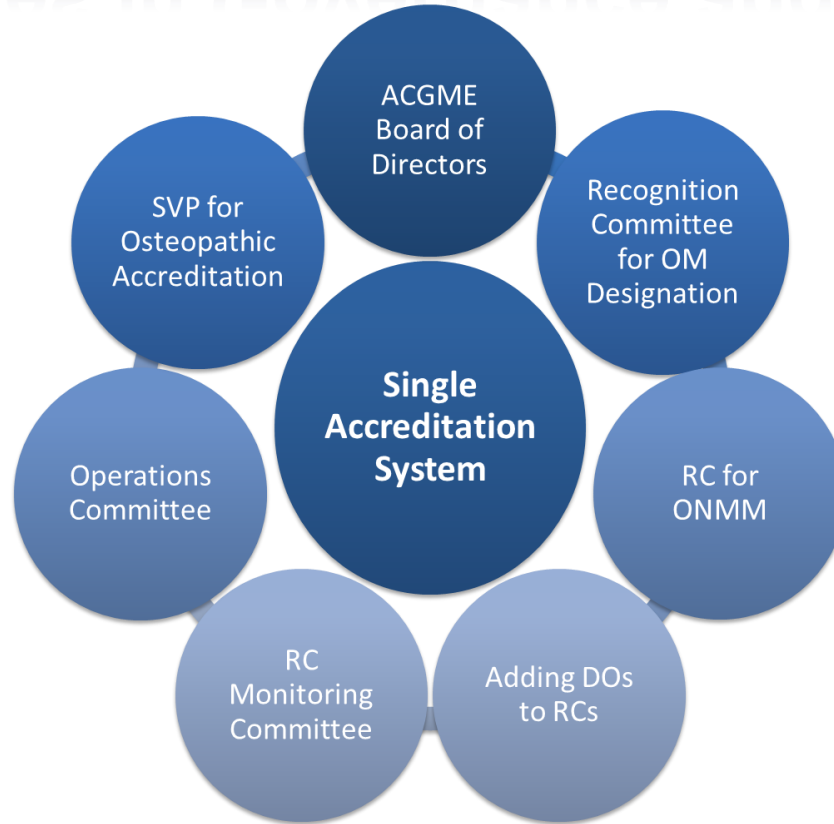 ACGME
Board of
Directors
Recognition
Committee
for OM
Designation
RC for
ONMM
Adding DOs
to RCs
RC
Monitoring
Committee
Operations
Committee
SVP for
Osteopathic
Accreditation
Single
Accreditation
System